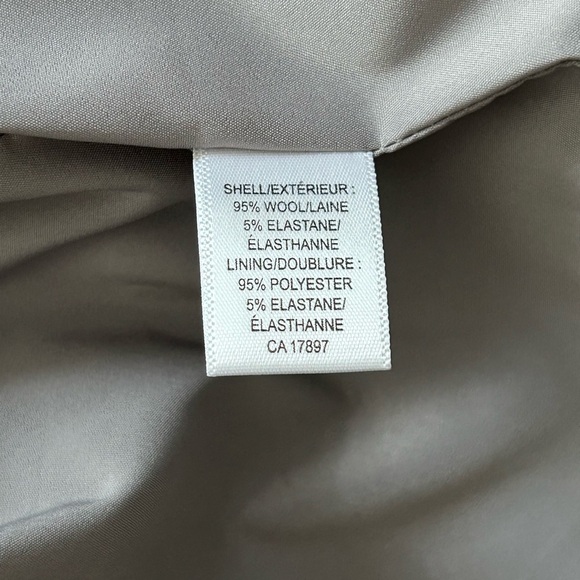 SHELL/EXTÉRIEUR :
95% WOOL/LAINE
5% ELASTANE/
ÉLASTHANNE
LINING/DOUBLURE :
95% POLYESTER
5% ELASTANE/
ÉLASTHANNE
CA 17897